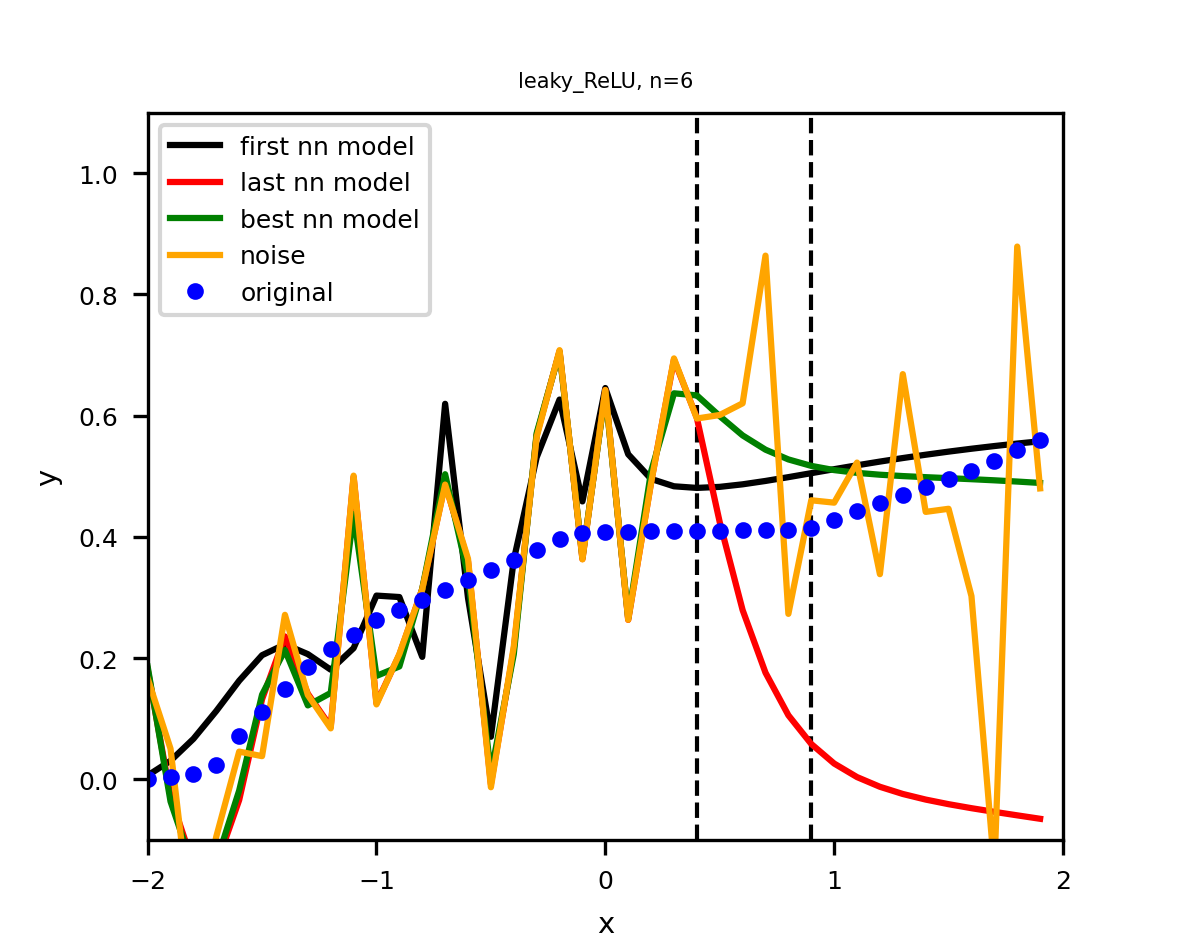 leaky_ReLU, n=6
first nn model
last nn model
best nn model
noise
original
1.0
0.8
0.6
0.4
0.2
0.0
y
−2
−1
0
1
2
x